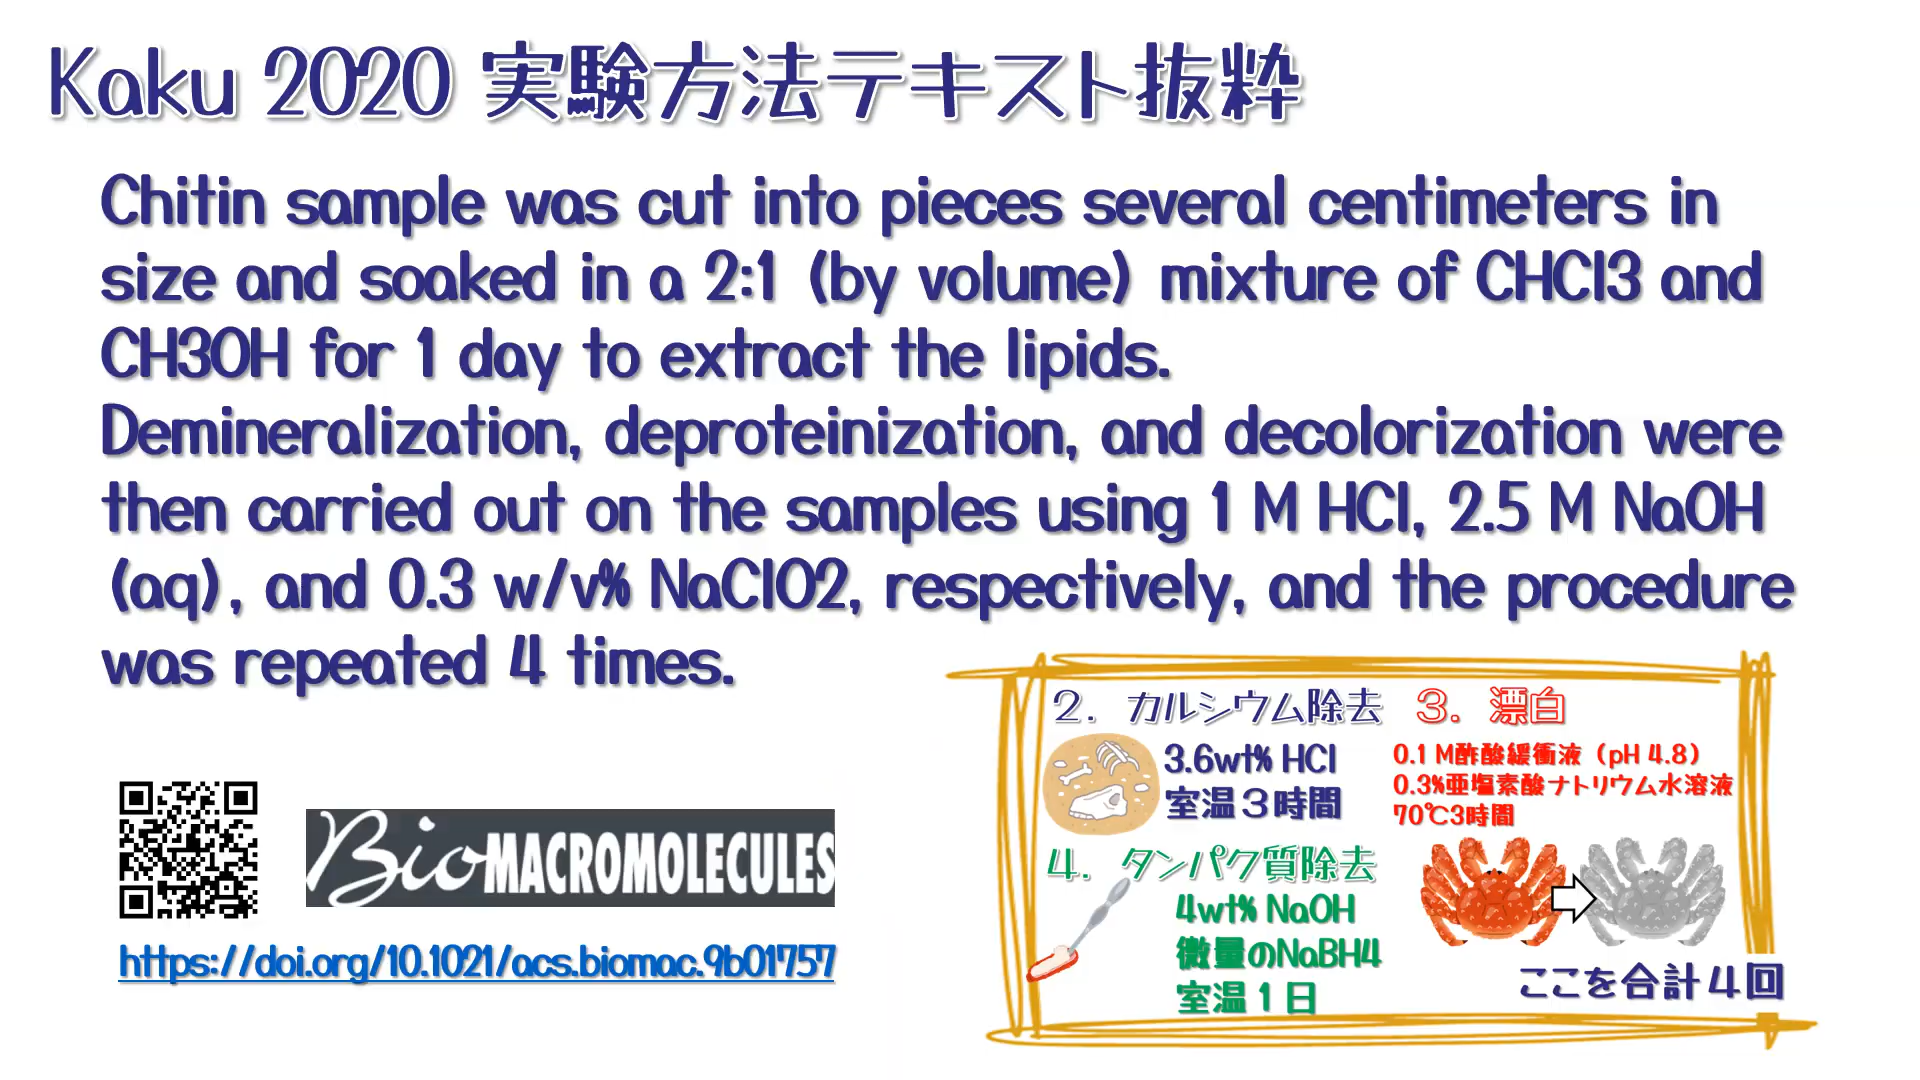 Kaku 2020 実験方法テキスト抜粋
Chitin sample was cut into pieces several centimeters in
size and soaked in a 2:1 (by volume) mixture of CHCl3 and
CH3OH for 1 day to extract the lipids.
Demineralization, deproteinization, and decolorization were
then carried out on the samples using 1 M HCl, 2.5 M NaOH
(aq), and 0.3 w/v% NaClO2, respectively, and the procedure
was repeated 4 times.
2. カルシウム除去
3.6wt% HCl
室温3時間
3. 漂白
0.1 M酢酸緩衝液 (pH 4.8)
0.3%亜塩素酸ナトリウム水溶液
70℃3時間
4. タンパク質除去
4wt% NaOH
微量のNaBH4
室温1日
ここを合計4回
BioMACROMOLECULES
https://doi.org/10.1021/acs.biomac.9b01757